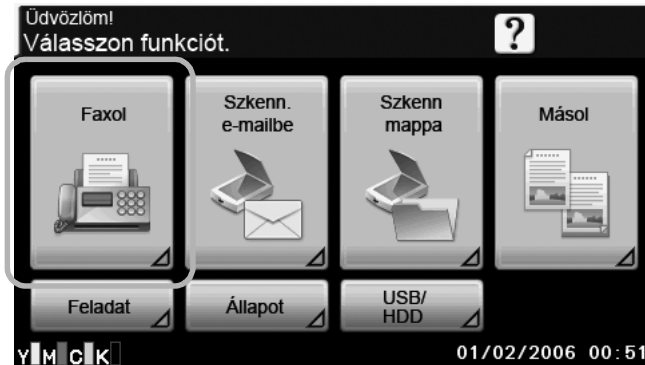 Üdvözlöm!
Válasszon funkciót.
?
Faxol
Szkenn.
e-mailbe
Szkenn
mappa
Másol
Feladat
Állapot
USB/
HDD
Y M C K
01/02/2006 00:51